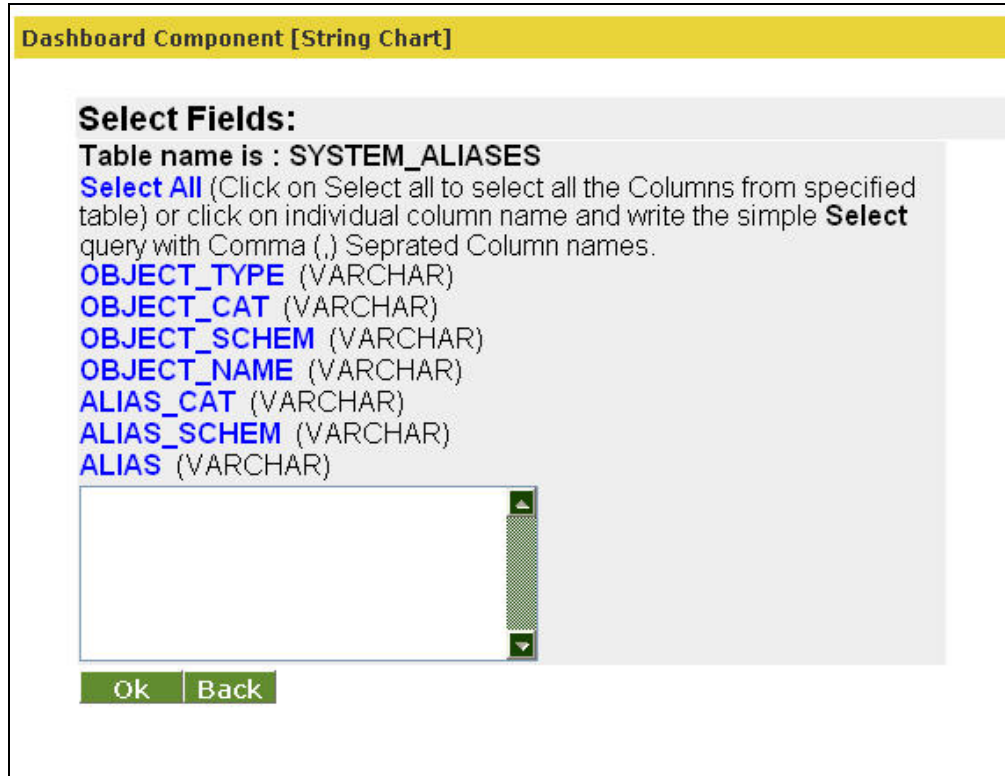 Dashboard Component [String Chart]
Select Fields:
Table name is : SYSTEM_ALIASES
Select All (Click on Select all to select all the Columns from specified
table) or click on individual column name and write the simple Select
query with Comma (,) Seprated Column names.
OBJECT_TYPE (VARCHAR)
OBJECT_CAT (VARCHAR)
OBJECT_SCHEM (VARCHAR)
OBJECT_NAME (VARCHAR)
ALIAS_CAT (VARCHAR)
ALIAS_SCHEM (VARCHAR)
ALIAS (VARCHAR)
Ok Back